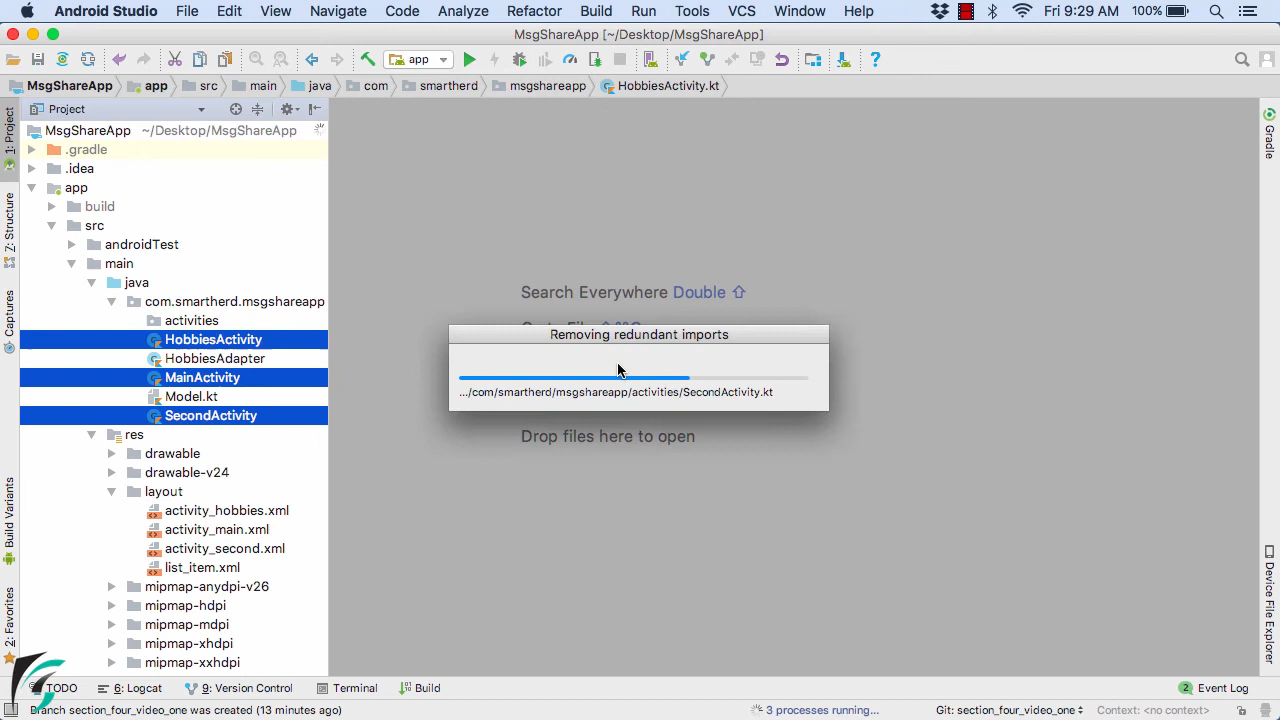 Android Studio File Edit View Navigate Code Analyze Refactor Build Run Tools VCS Window Help Fri 9:29 AM 100%
MsgShareApp [~/Desktop/MsgShareApp]
app
MsgShareApp app src main java com smartherd msgshareapp HobbiesActivity.kt
Project
1: Project
7: Structure
Captures
Build Variants
2: Favorites
MsgShareApp ~/Desktop/MsgShareApp
.gradle
.idea
app
build
src
androidTest
main
java
com.smartherd.msgshareapp
activities
HobbiesActivity
HobbiesAdapter
MainActivity
Model.kt
SecondActivity
res
drawable
drawable-v24
layout
activity_hobbies.xml
activity_main.xml
activity_second.xml
list_item.xml
mipmap-anydpi-v26
mipmap-hdpi
mipmap-mdpi
mipmap-xhdpi
mipmap-xxhdpi
Search Everywhere Double ⇧
Removing redundant imports
.../com/smartherd/msgshareapp/activities/SecondActivity.kt
Drop files here to open
Gradle
Device File Explorer
TODO 6: Logcat 9: Version Control Terminal Build 2 Event Log
Branch section_four_video_one was created (13 minutes ago) 3 processes running... Git: section_four_video_one Context: <no context>